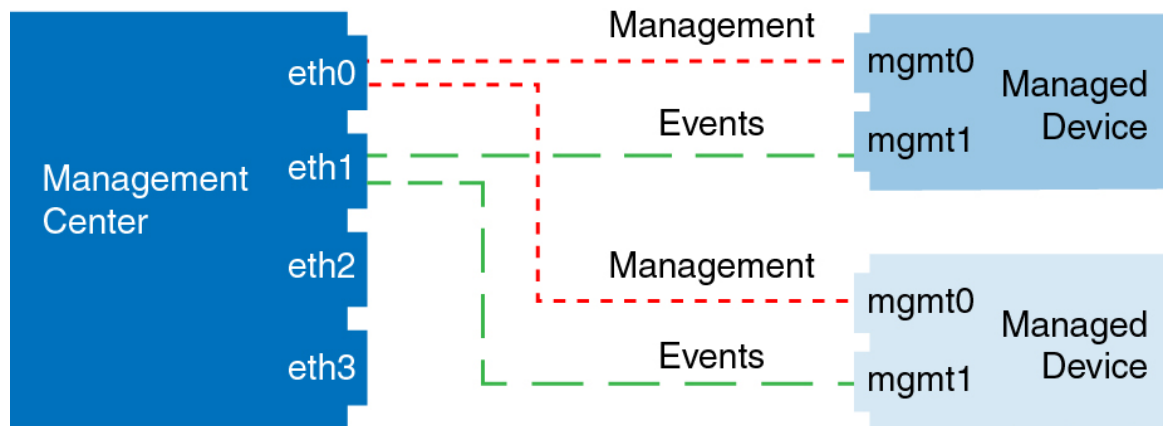 Management
Center
eth0
eth1
eth2
eth3
Management
Events
mgmt0
mgmt1
Managed
Device
Management
Events
mgmt0
mgmt1
Managed
Device